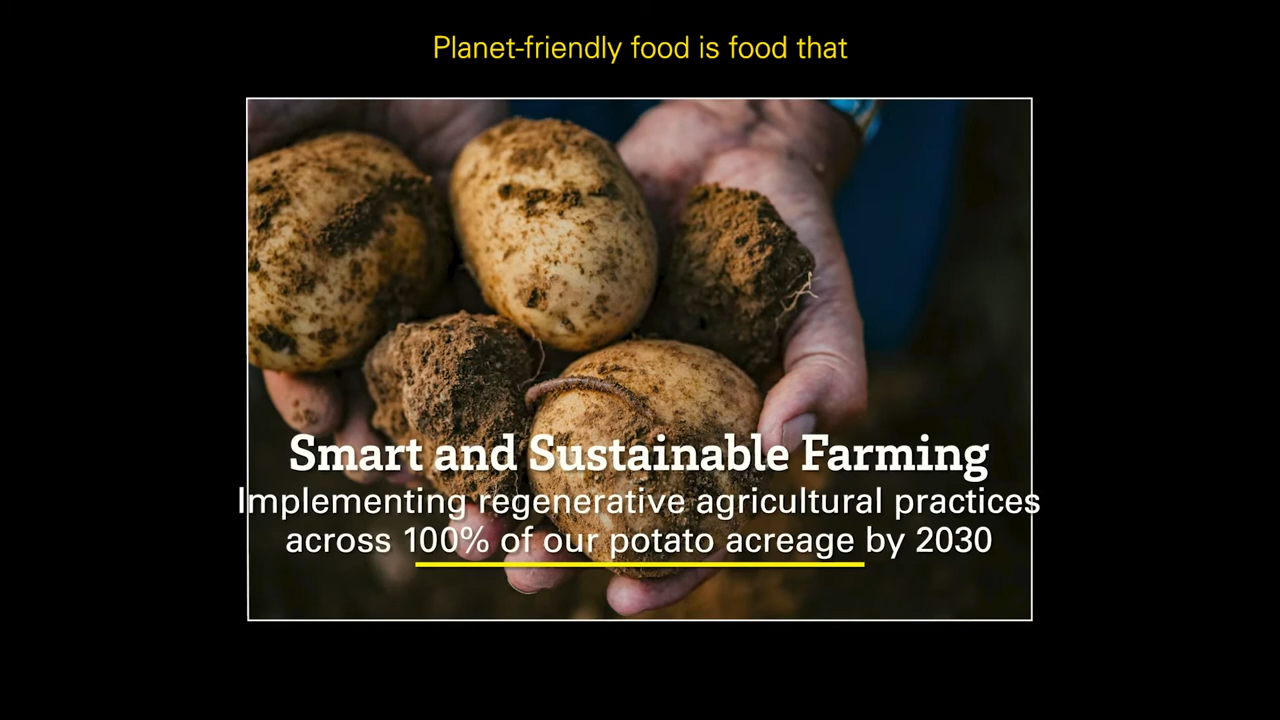 Planet-friendly food is food that
Smart and Sustainable Farming
Implementing regenerative agricultural practices
across 100% of our potato acreage by 2030